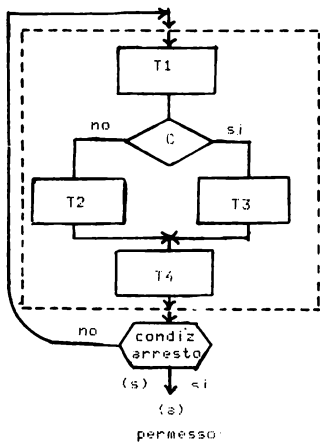 T1
no
C
si
T2
T3
T4
no
condiz
arresto
(s)
si
(a)
permesso